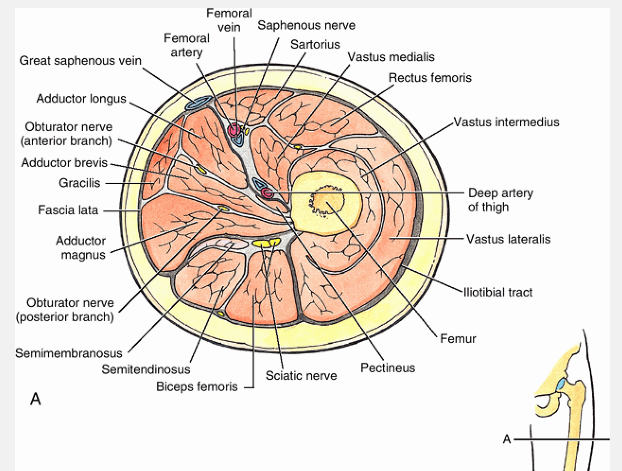 Femoral
vein
Saphenous nerve
Femoral
artery
Sartorius
Great saphenous vein
Vastus medialis
Rectus femoris
Adductor longus
Vastus intermedius
Obturator nerve
(anterior branch)
Adductor brevis
Gracilis
Deep artery
of thigh
Fascia lata
Vastus lateralis
Adductor
magnus
Iliotibial tract
Obturator nerve
(posterior branch)
Femur
Semimembranosus
Pectineus
Semitendinosus
Sciatic nerve
Biceps femoris
A
A